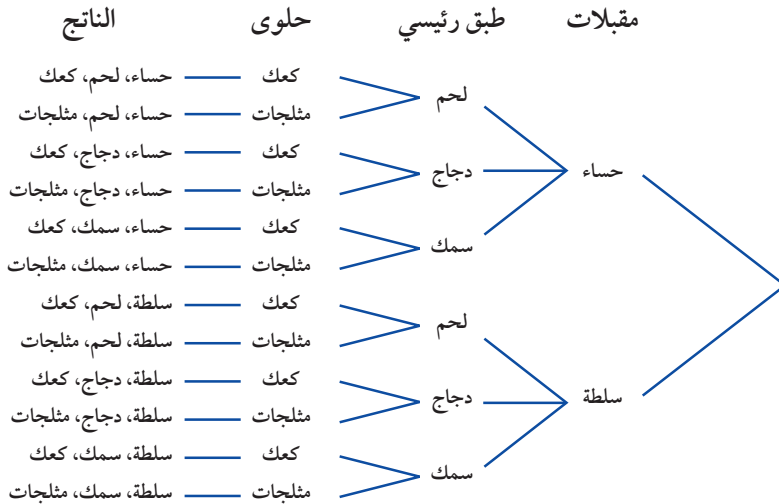 مقبلات طبق رئيسي حلوى الناتج
كعك حساء، لحم، كعك
لحم
مثلجات حساء، لحم، مثلجات
كعك حساء، دجاج، كعك
حساء دجاج
مثلجات حساء، دجاج، مثلجات
كعك حساء، سمك، كعك
سمك
مثلجات حساء، سمك، مثلجات
كعك سلطة، لحم، كعك
لحم
مثلجات سلطة، لحم، مثلجات
كعك سلطة، دجاج، كعك
سلطة دجاج
مثلجات سلطة، دجاج، مثلجات
كعك سلطة، سمك، كعك
سمك
مثلجات سلطة، سمك، مثلجات